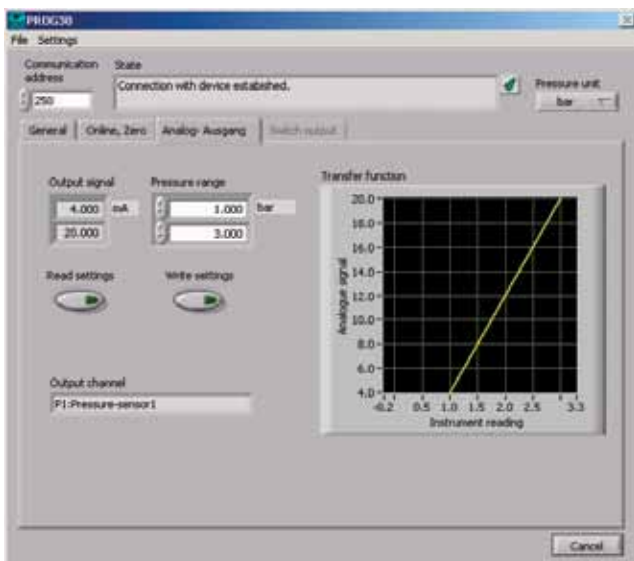 PROG30
File Settings
Communication address
State
250
Connection with device established.
Pressure unit
bar
General
Online, Zero
Analog- Ausgang
Switch output
Output signal
4.000 mA
20.000
Pressure range
1.000 bar
3.000
Read settings
Write settings
Output channel
P1:Pressure-sensor1
Transfer function
Analogue signal
20.0
18.0
16.0
14.0
12.0
10.0
8.0
6.0
4.0
-0.2 0.5 1.0 1.5 2.0 2.5 3.3
Instrument reading
Cancel